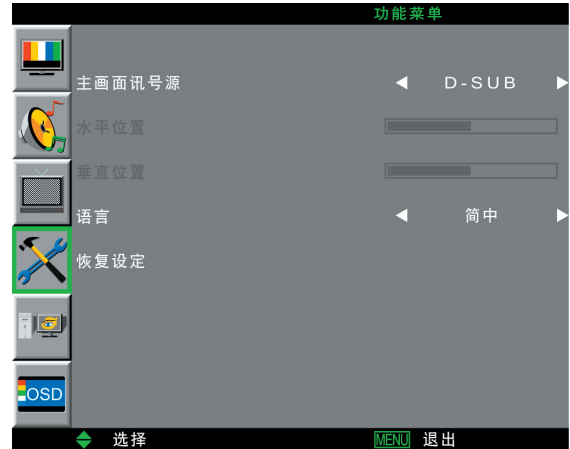 功能菜单
主画面讯号源 D-SUB
水平位置
垂直位置
语言 简中
恢复设定
OSD
选择 MENU 退出